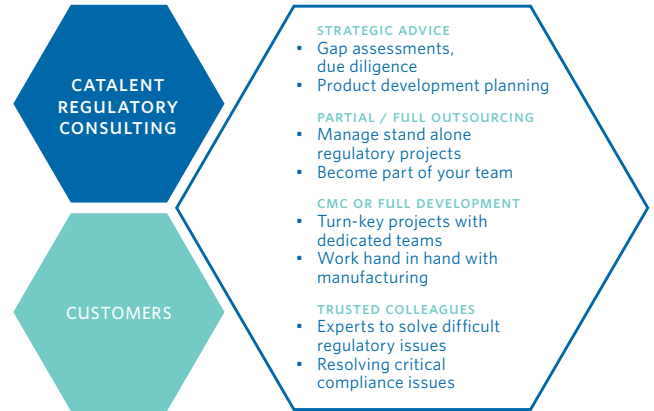 CATALENT
REGULATORY
CONSULTING
CUSTOMERS
STRATEGIC ADVICE
• Gap assessments,
due diligence
• Product development planning
PARTIAL / FULL OUTSOURCING
• Manage stand alone
regulatory projects
• Become part of your team
CMC OR FULL DEVELOPMENT
• Turn-key projects with
dedicated teams
• Work hand in hand with
manufacturing
TRUSTED COLLEAGUES
• Experts to solve difficult
regulatory issues
• Resolving critical
compliance issues